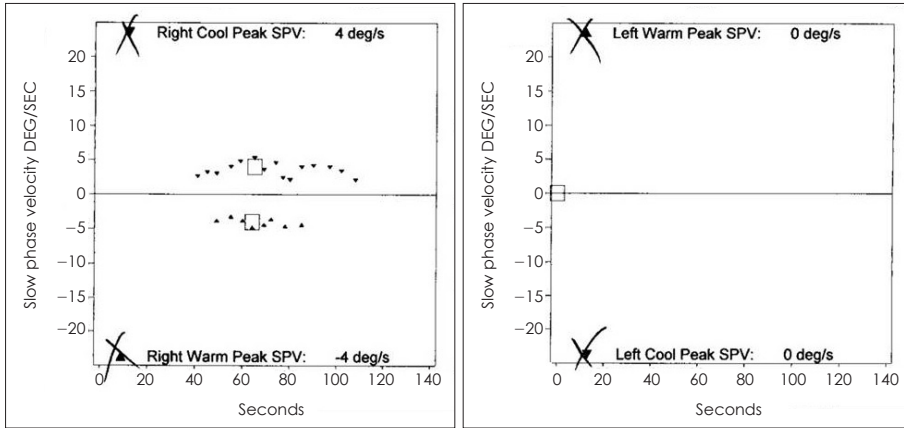 Right Cool Peak SPV: 4 deg/s
Slow phase velocity DEG/SEC
20
15
10
5
0
−5
−10
−15
−20
Right Warm Peak SPV: -4 deg/s
0 20 40 60 80 100 120 140
Seconds
Left Warm Peak SPV: 0 deg/s
Slow phase velocity DEG/SEC
20
15
10
5
0
−5
−10
−15
−20
Left Cool Peak SPV: 0 deg/s
0 20 40 60 80 100 120 140
Seconds